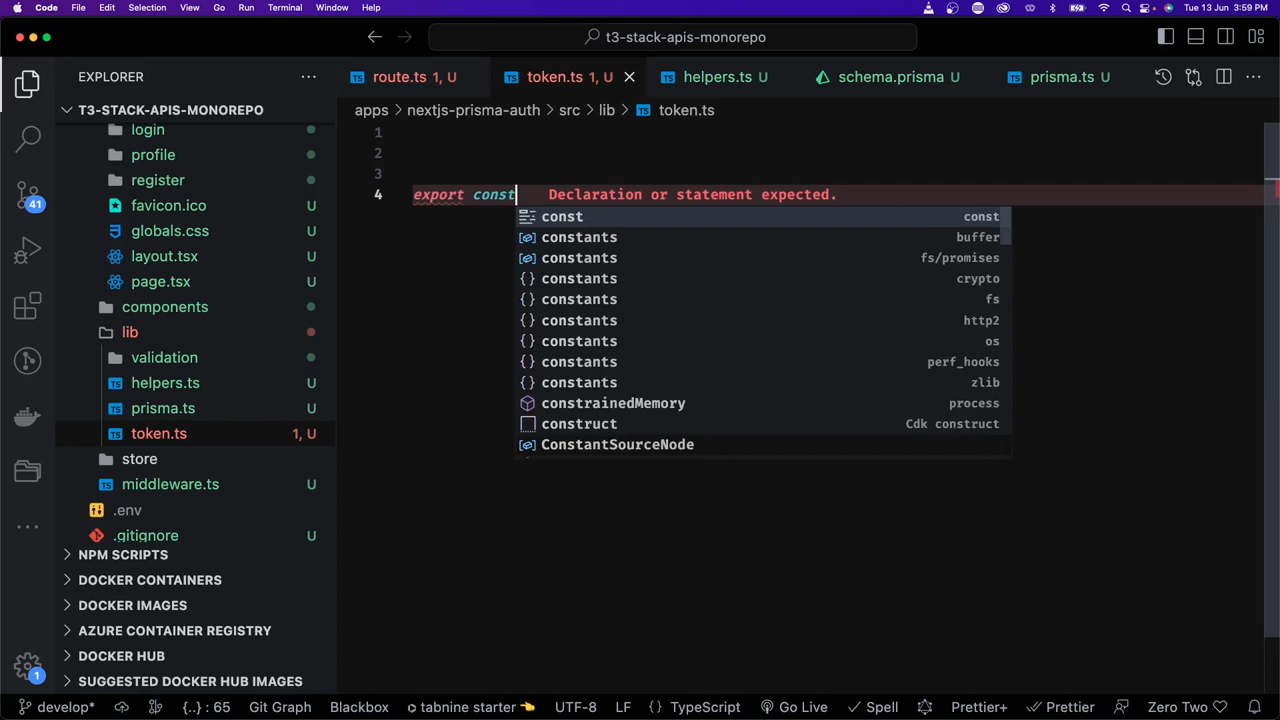 Code File Edit Selection View Go Run Terminal Window Help Tue 13 Jun 3:59 PM
t3-stack-apis-monorepo
EXPLORER
route.ts 1, U
token.ts 1, U
helpers.ts U
schema.prisma U
prisma.ts U
T3-STACK-APIS-MONOREPO
apps > nextjs-prisma-auth > src > lib > token.ts
login
profile
register
favicon.ico U
globals.css U
layout.tsx U
page.tsx U
components
lib
validation
helpers.ts U
prisma.ts U
token.ts 1, U
store
middleware.ts U
.env
.gitignore U
NPM SCRIPTS
DOCKER CONTAINERS
DOCKER IMAGES
AZURE CONTAINER REGISTRY
DOCKER HUB
SUGGESTED DOCKER HUB IMAGES
41
1
1
2
3
4 export const Declaration or statement expected.
const const
constants buffer
constants fs/promises
constants crypto
constants fs
constants http2
constants os
constants perf_hooks
constants zlib
constrainedMemory process
construct Cdk construct
ConstantSourceNode
develop* {..} : 65 Git Graph Blackbox tabnine starter 👈 UTF-8 LF {} TypeScript Go Live Spell Prettier+ Prettier Zero Two